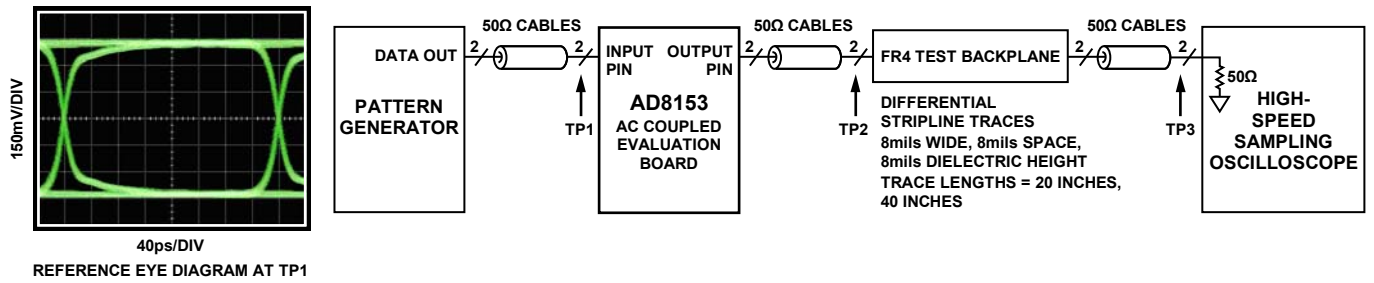 150mV/DIV
40ps/DIV
REFERENCE EYE DIAGRAM AT TP1
DATA OUT
PATTERN
GENERATOR
50Ω CABLES
2
2
TP1
INPUT
PIN
OUTPUT
PIN
AD8153
AC COUPLED
EVALUATION
BOARD
50Ω CABLES
2
2
TP2
FR4 TEST BACKPLANE
DIFFERENTIAL
STRIPLINE TRACES
8mils WIDE, 8mils SPACE,
8mils DIELECTRIC HEIGHT
TRACE LENGTHS = 20 INCHES,
40 INCHES
50Ω CABLES
2
2
TP3
50Ω
HIGH-
SPEED
SAMPLING
OSCILLOSCOPE